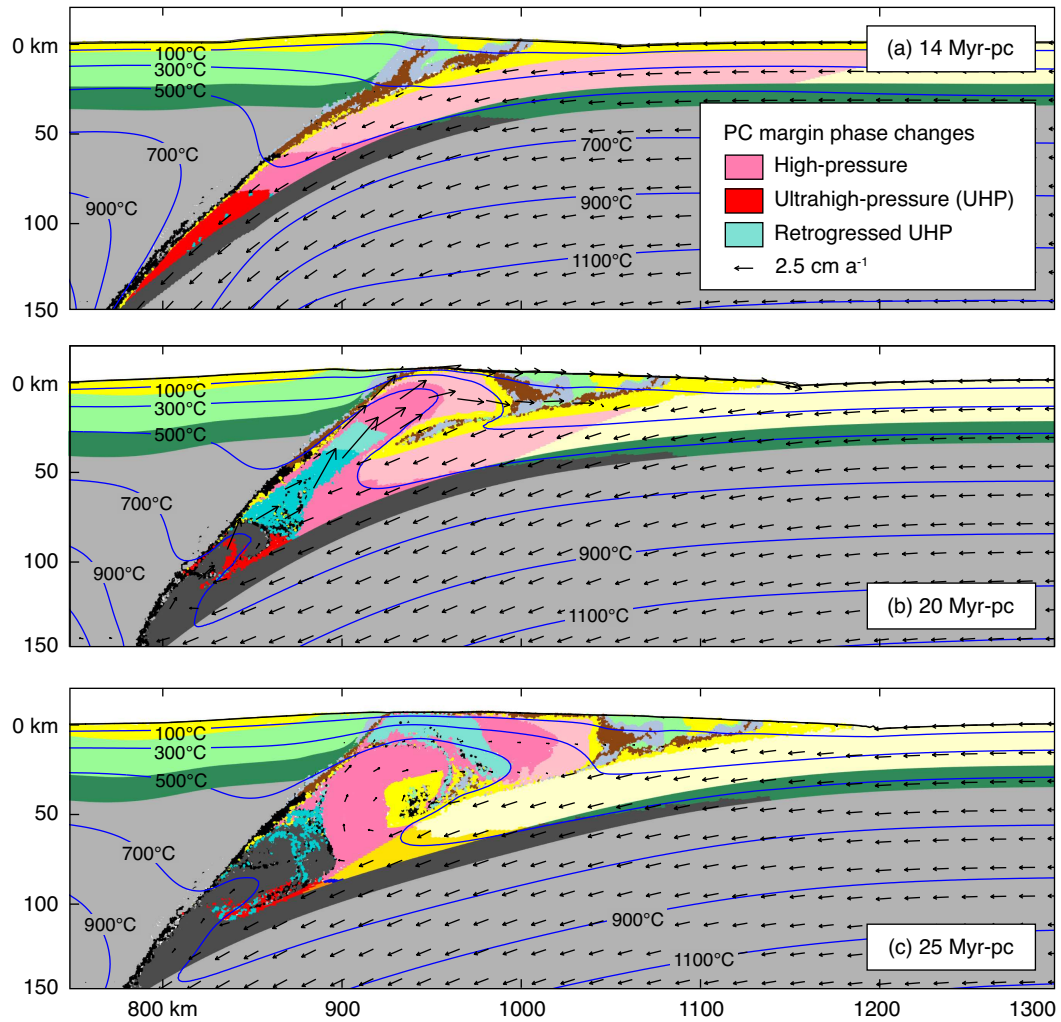 0 km
100°C
300°C
500°C
50
700°C
900°C
100
150
700°C
900°C
1100°C
(a) 14 Myr-pc
PC margin phase changes
High-pressure
Ultrahigh-pressure (UHP)
Retrogressed UHP
2.5 cm a⁻¹
0 km
100°C
300°C
500°C
50
700°C
100
900°C
150
900°C
1100°C
(b) 20 Myr-pc
0 km
100°C
300°C
500°C
50
700°C
100
900°C
150
900°C
1100°C
(c) 25 Myr-pc
800 km
900
1000
1100
1200
1300